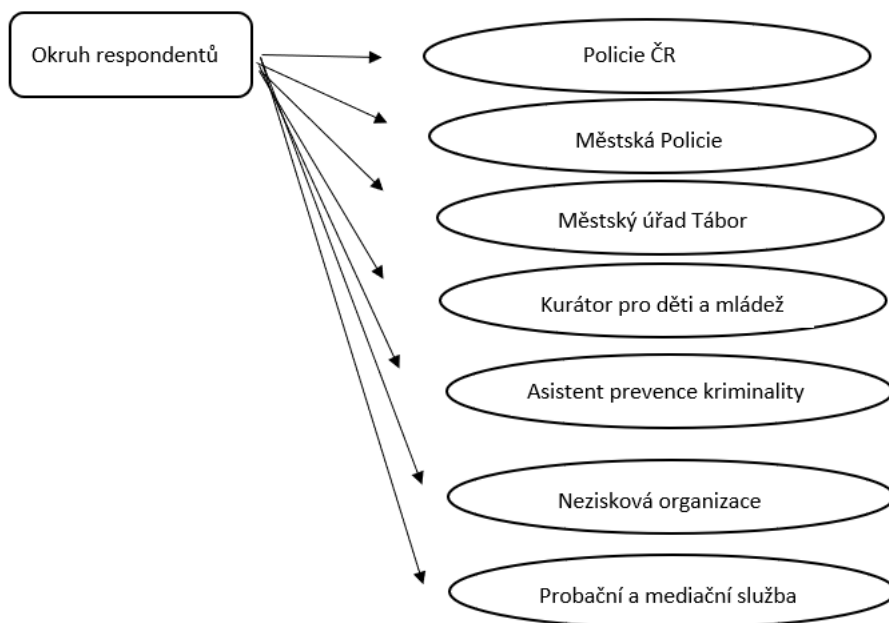 Okruh respondentů
Policie ČR
Městská Policie
Městský úřad Tábor
Kurátor pro děti a mládež
Asistent prevence kriminality
Nezisková organizace
Probační a mediační služba